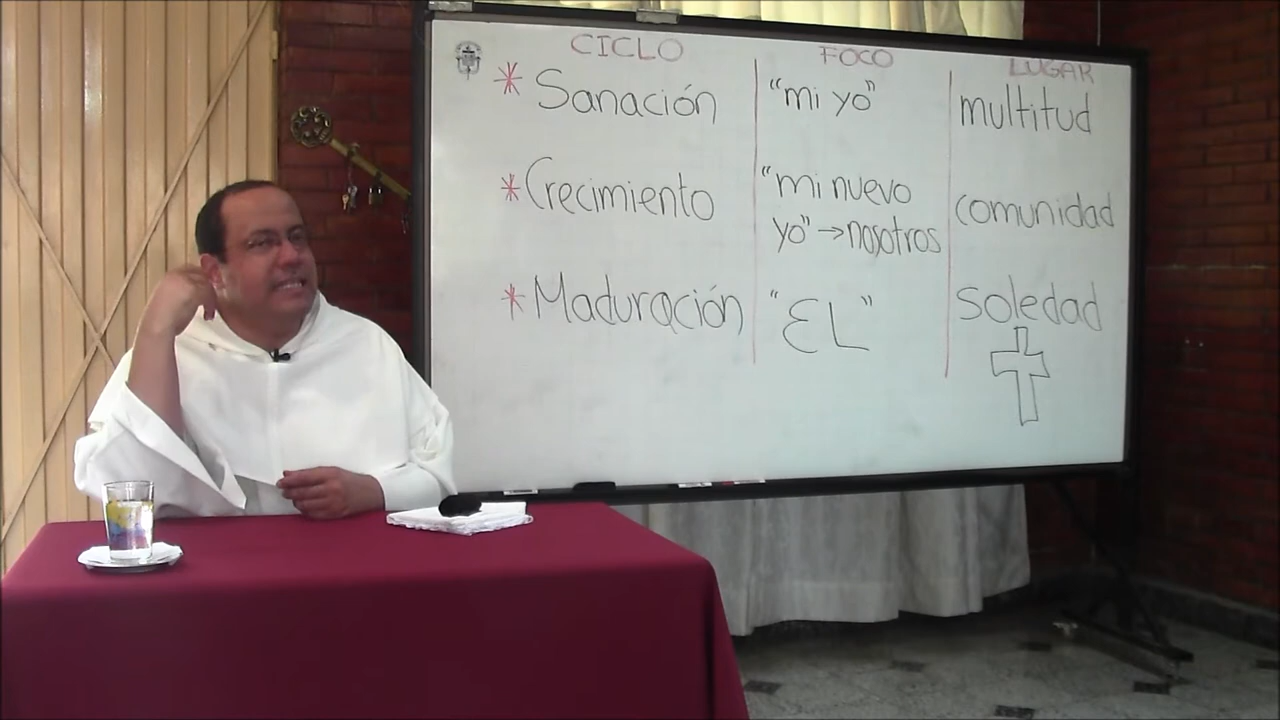 CICLO FOCO LUGAR
* Sanación "mi yo" multitud
* Crecimiento "mi nuevo
yo" → nosotros comunidad
* Maduración "EL" soledad